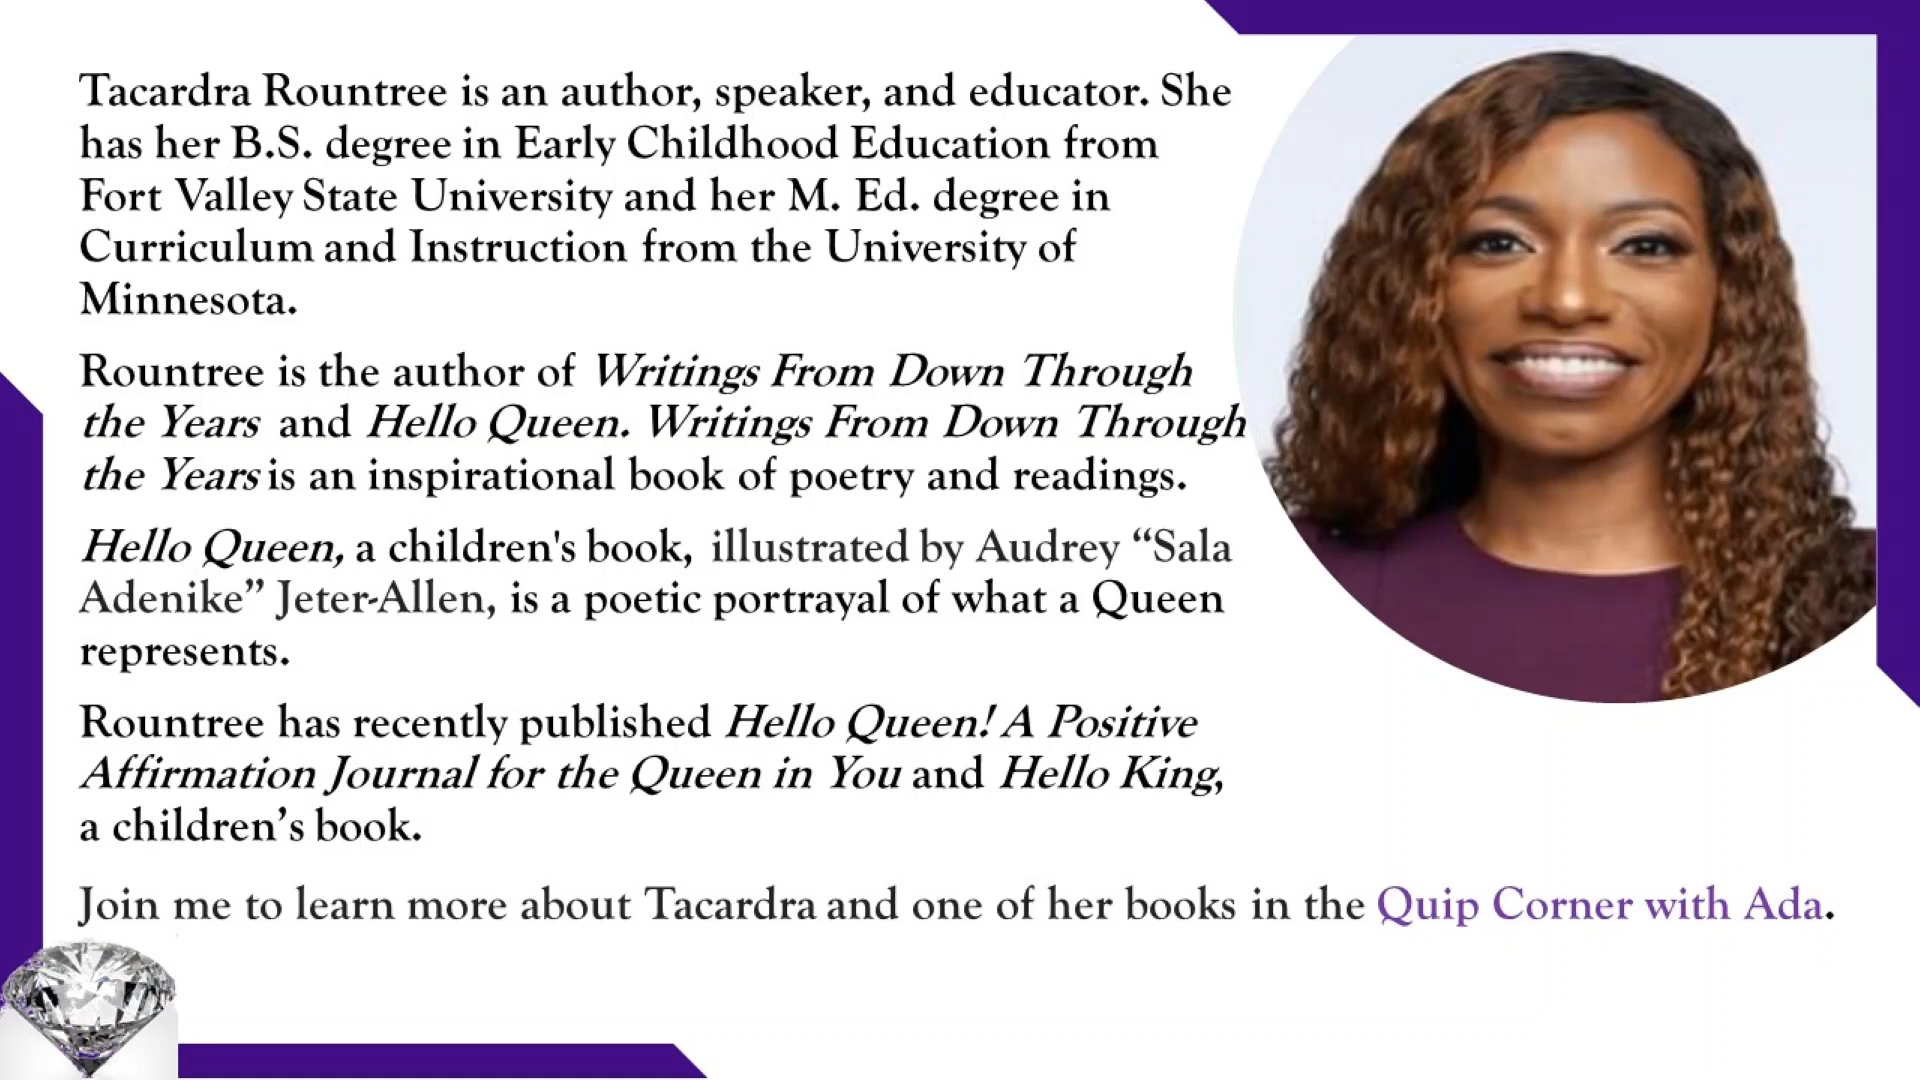 Tacardra Rountree is an author, speaker, and educator. She
has her B.S. degree in Early Childhood Education from
Fort Valley State University and her M. Ed. degree in
Curriculum and Instruction from the University of
Minnesota.
Rountree is the author of Writings From Down Through
the Years and Hello Queen. Writings From Down Through
the Years is an inspirational book of poetry and readings.
Hello Queen, a children's book, illustrated by Audrey “Sala
Adenike” Jeter-Allen, is a poetic portrayal of what a Queen
represents.
Rountree has recently published Hello Queen! A Positive
Affirmation Journal for the Queen in You and Hello King,
a children’s book.
Join me to learn more about Tacardra and one of her books in the Quip Corner with Ada.